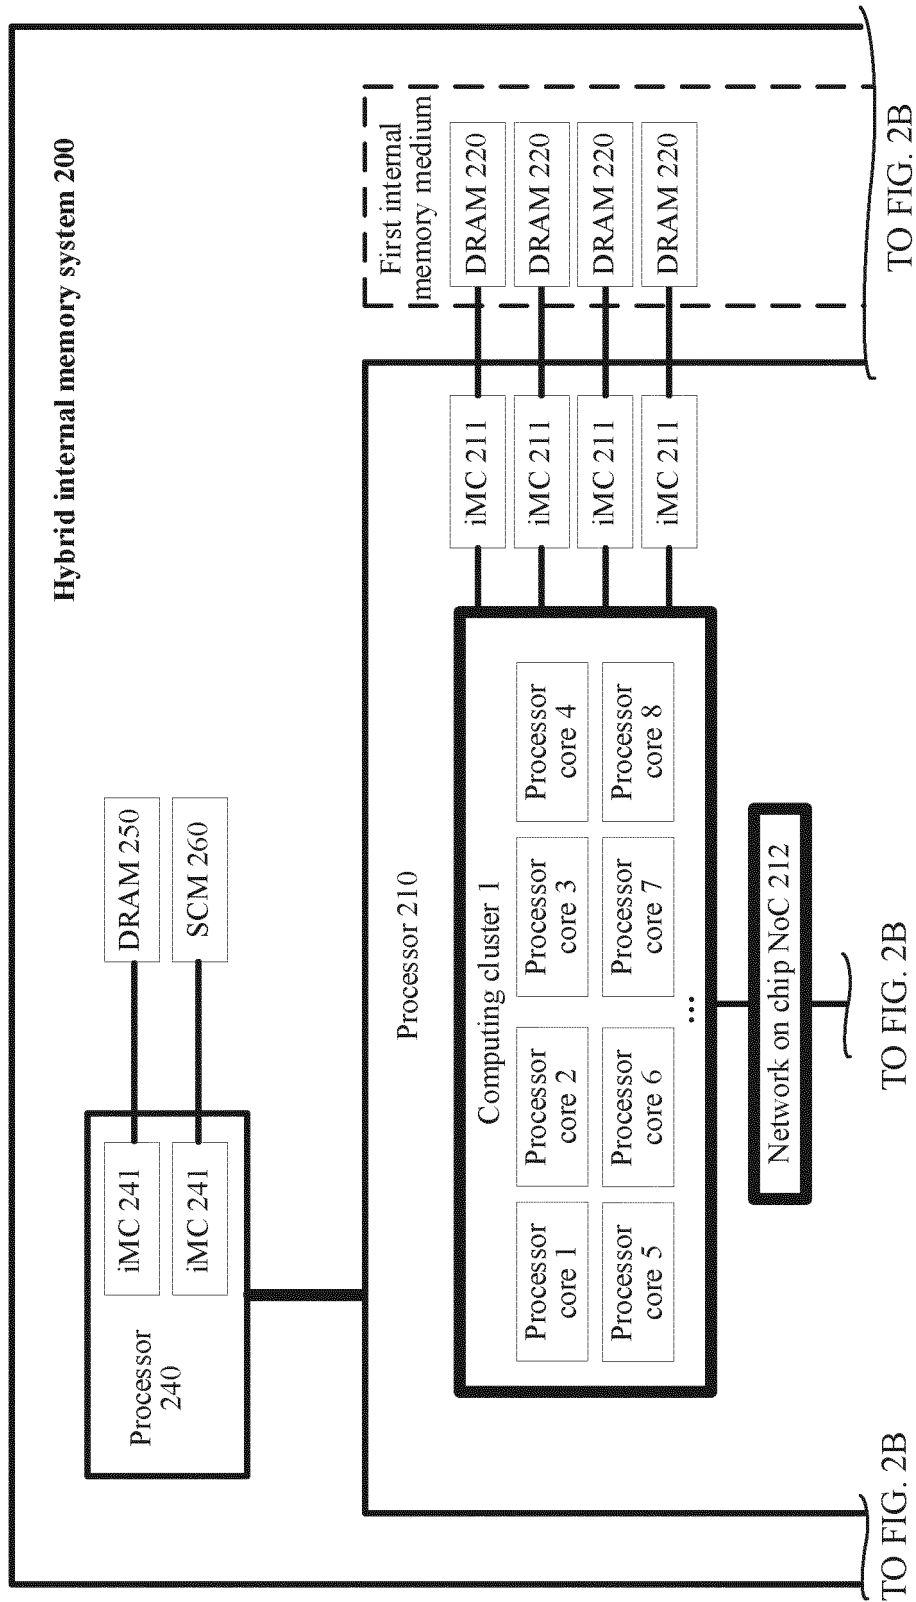 Hybrid internal memory system 200
Processor
240
iMC 241
iMC 241
DRAM 250
SCM 260
Processor 210
Computing cluster 1
Processor
core 1
Processor
core 2
Processor
core 3
Processor
core 4
Processor
core 5
Processor
core 6
Processor
core 7
Processor
core 8
...
iMC 211
iMC 211
iMC 211
iMC 211
First internal
memory medium
DRAM 220
DRAM 220
DRAM 220
DRAM 220
Network on chip NoC 212
TO FIG. 2B
TO FIG. 2B
TO FIG. 2B